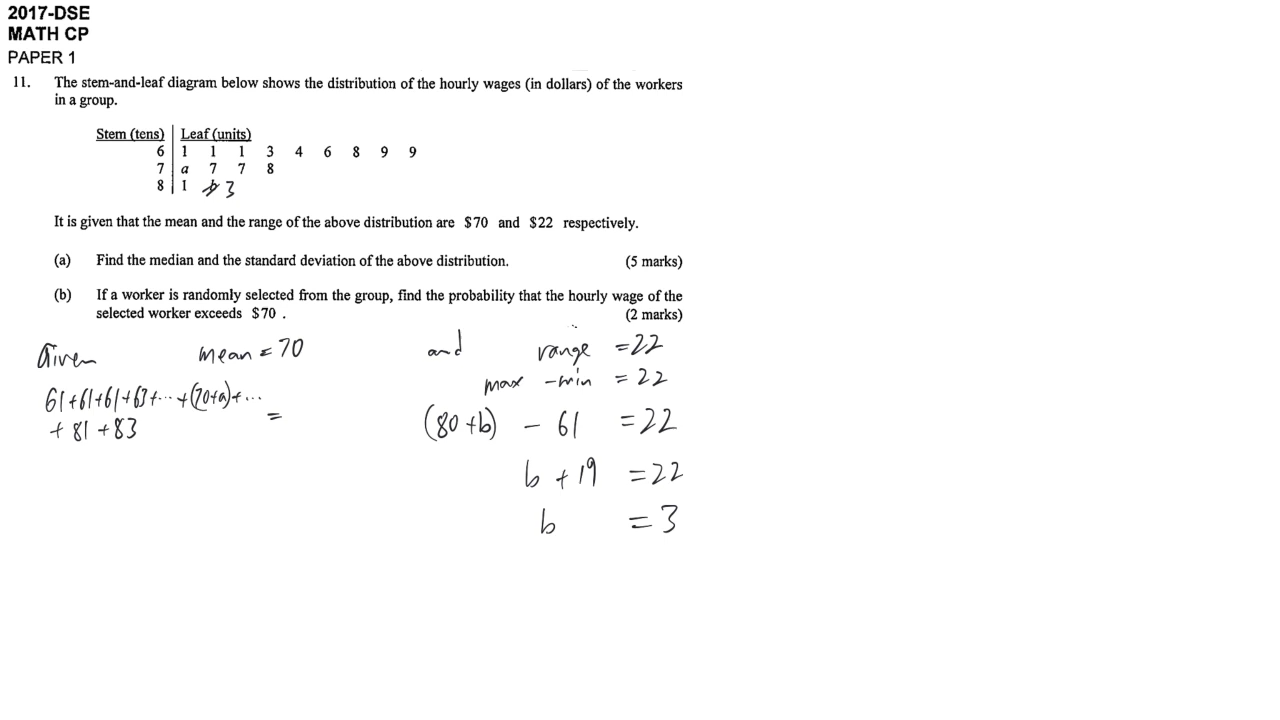 2017-DSE
MATH CP
PAPER 1
11. The stem-and-leaf diagram below shows the distribution of the hourly wages (in dollars) of the workers
in a group.
Stem (tens) Leaf (units)
6 1 1 1 3 4 6 8 9 9
7 a 7 7 8
8 1 b 3
It is given that the mean and the range of the above distribution are $70 and $22 respectively.
(a) Find the median and the standard deviation of the above distribution. (5 marks)
(b) If a worker is randomly selected from the group, find the probability that the hourly wage of the
selected worker exceeds $70 . (2 marks)
Given mean = 70 and range = 22
max - min = 22
61+61+61+63+...+(70+a)+... =
+ 81 + 83
(80+b) - 61 = 22
b + 19 = 22
b = 3